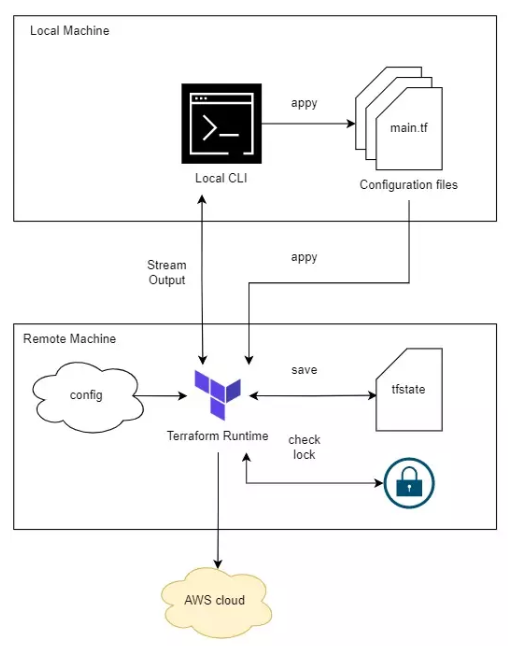 Local Machine
appy
main.tf
Local CLI
Configuration files
Stream
Output
appy
Remote Machine
config
save
tfstate
Terraform Runtime
check
lock
AWS cloud